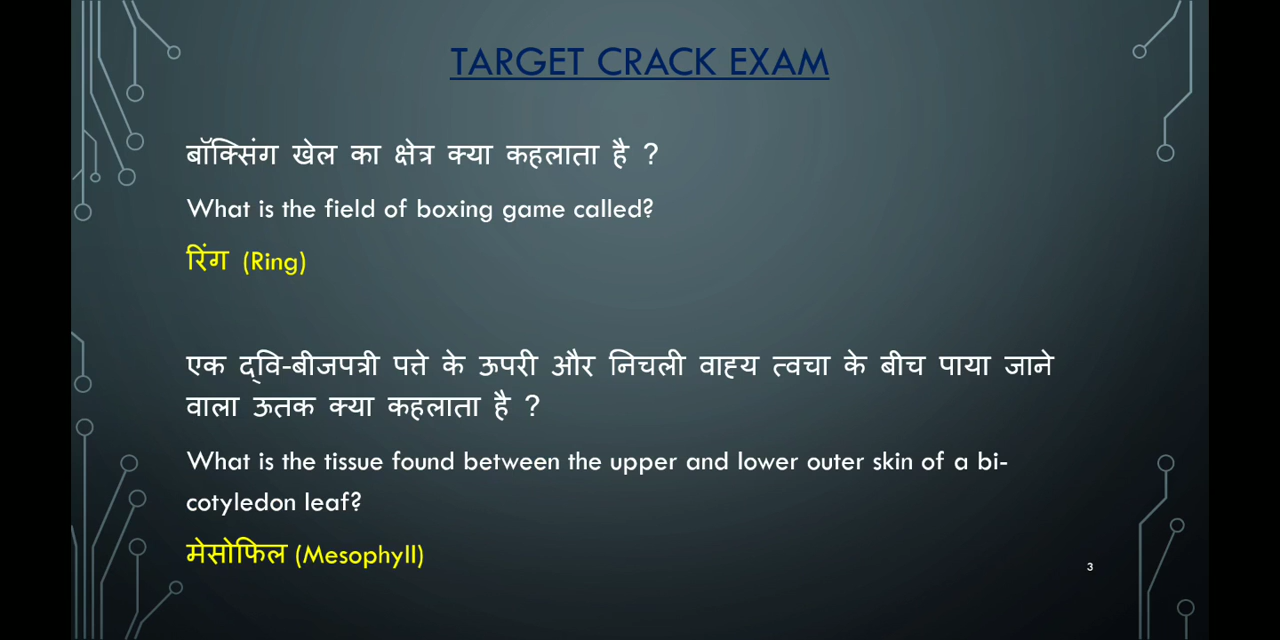 TARGET CRACK EXAM
बॉक्सिंग खेल का क्षेत्र क्या कहलाता है ?
What is the field of boxing game called?
रिंग (Ring)
एक द्‌वि-बीजपत्री पत्ते के ऊपरी और निचली वाह्य त्वचा के बीच पाया जाने
वाला ऊतक क्या कहलाता है ?
What is the tissue found between the upper and lower outer skin of a bi-
cotyledon leaf?
मेसोफिल (Mesophyll)
3